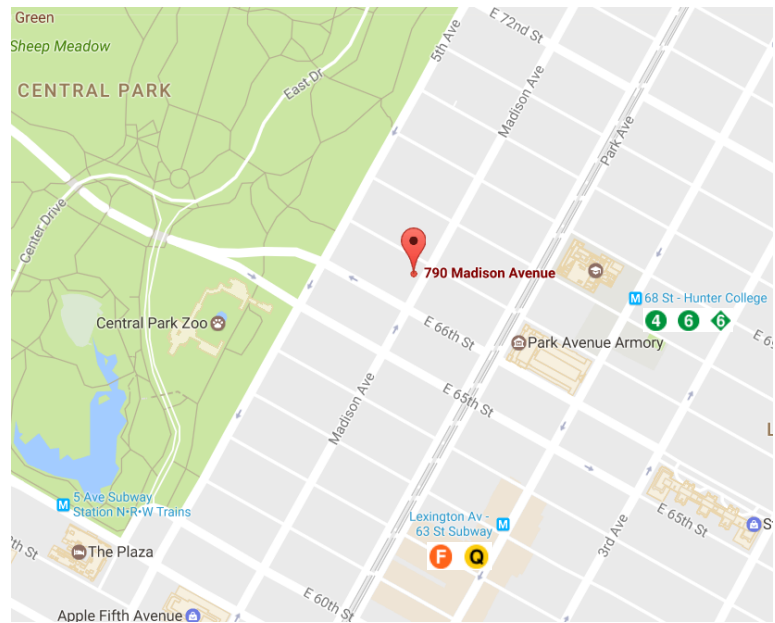 Green
Sheep Meadow
CENTRAL PARK
East Dr
5th Ave
E 72nd St
Madison Ave
Park Ave
Center Drive
790 Madison Avenue
68 St - Hunter College
4 6 6
Central Park Zoo
E 66th St
Park Avenue Armory
E 65th St
Madison Ave
5 Ave Subway
Station N•R•W Trains
Lexington Av -
63 St Subway
F Q
3rd Ave
E 65th St
The Plaza
E 60th St
Apple Fifth Avenue